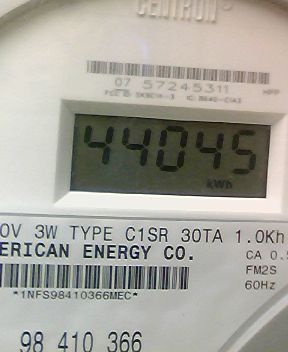 CENTRON
07 57245311
44045
kWh
0V 3W TYPE C1SR 30TA 1.0Kh
ERICAN ENERGY CO.
CA 0.5
FM2S
*1NFS98410366MEC*
60Hz
98 410 366